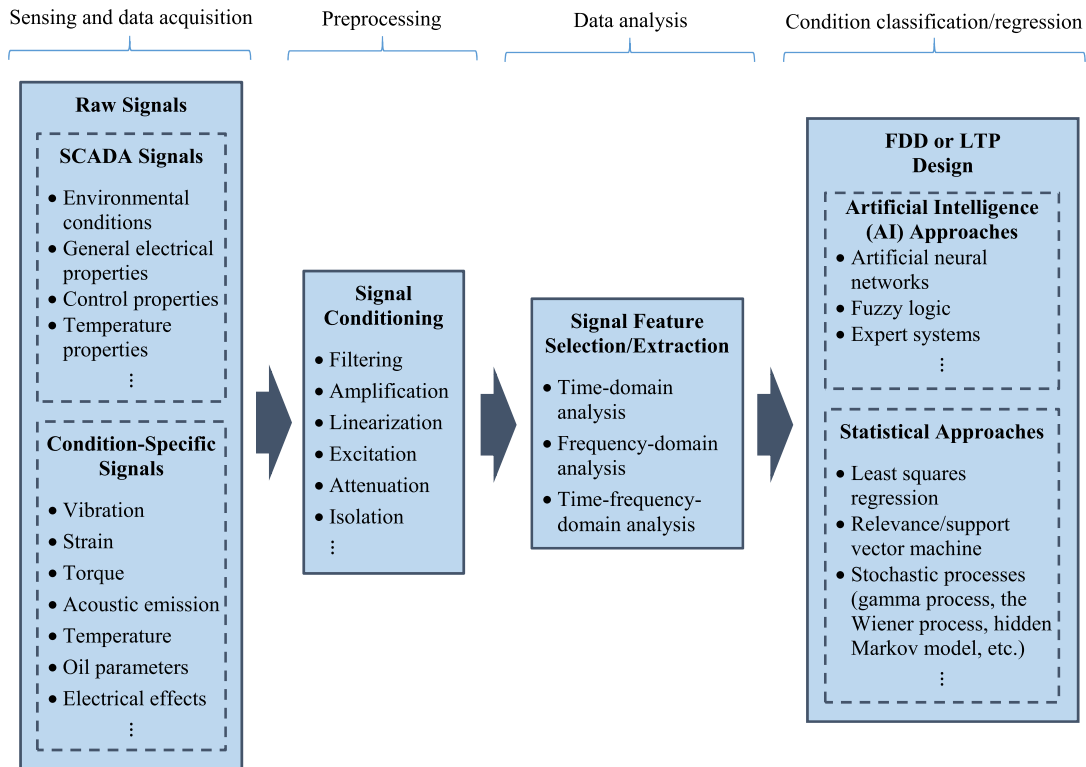 Sensing and data acquisition
Preprocessing
Data analysis
Condition classification/regression
Raw Signals
SCADA Signals
• Environmental
conditions
• General electrical
properties
• Control properties
• Temperature
properties
⋮
Condition-Specific
Signals
• Vibration
• Strain
• Torque
• Acoustic emission
• Temperature
• Oil parameters
• Electrical effects
⋮
Signal
Conditioning
• Filtering
• Amplification
• Linearization
• Excitation
• Attenuation
• Isolation
⋮
Signal Feature
Selection/Extraction
• Time-domain
analysis
• Frequency-domain
analysis
• Time-frequency-
domain analysis
FDD or LTP
Design
Artificial Intelligence
(AI) Approaches
• Artificial neural
networks
• Fuzzy logic
• Expert systems
⋮
Statistical Approaches
• Least squares
regression
• Relevance/support
vector machine
• Stochastic processes
(gamma process, the
Wiener process, hidden
Markov model, etc.)
⋮